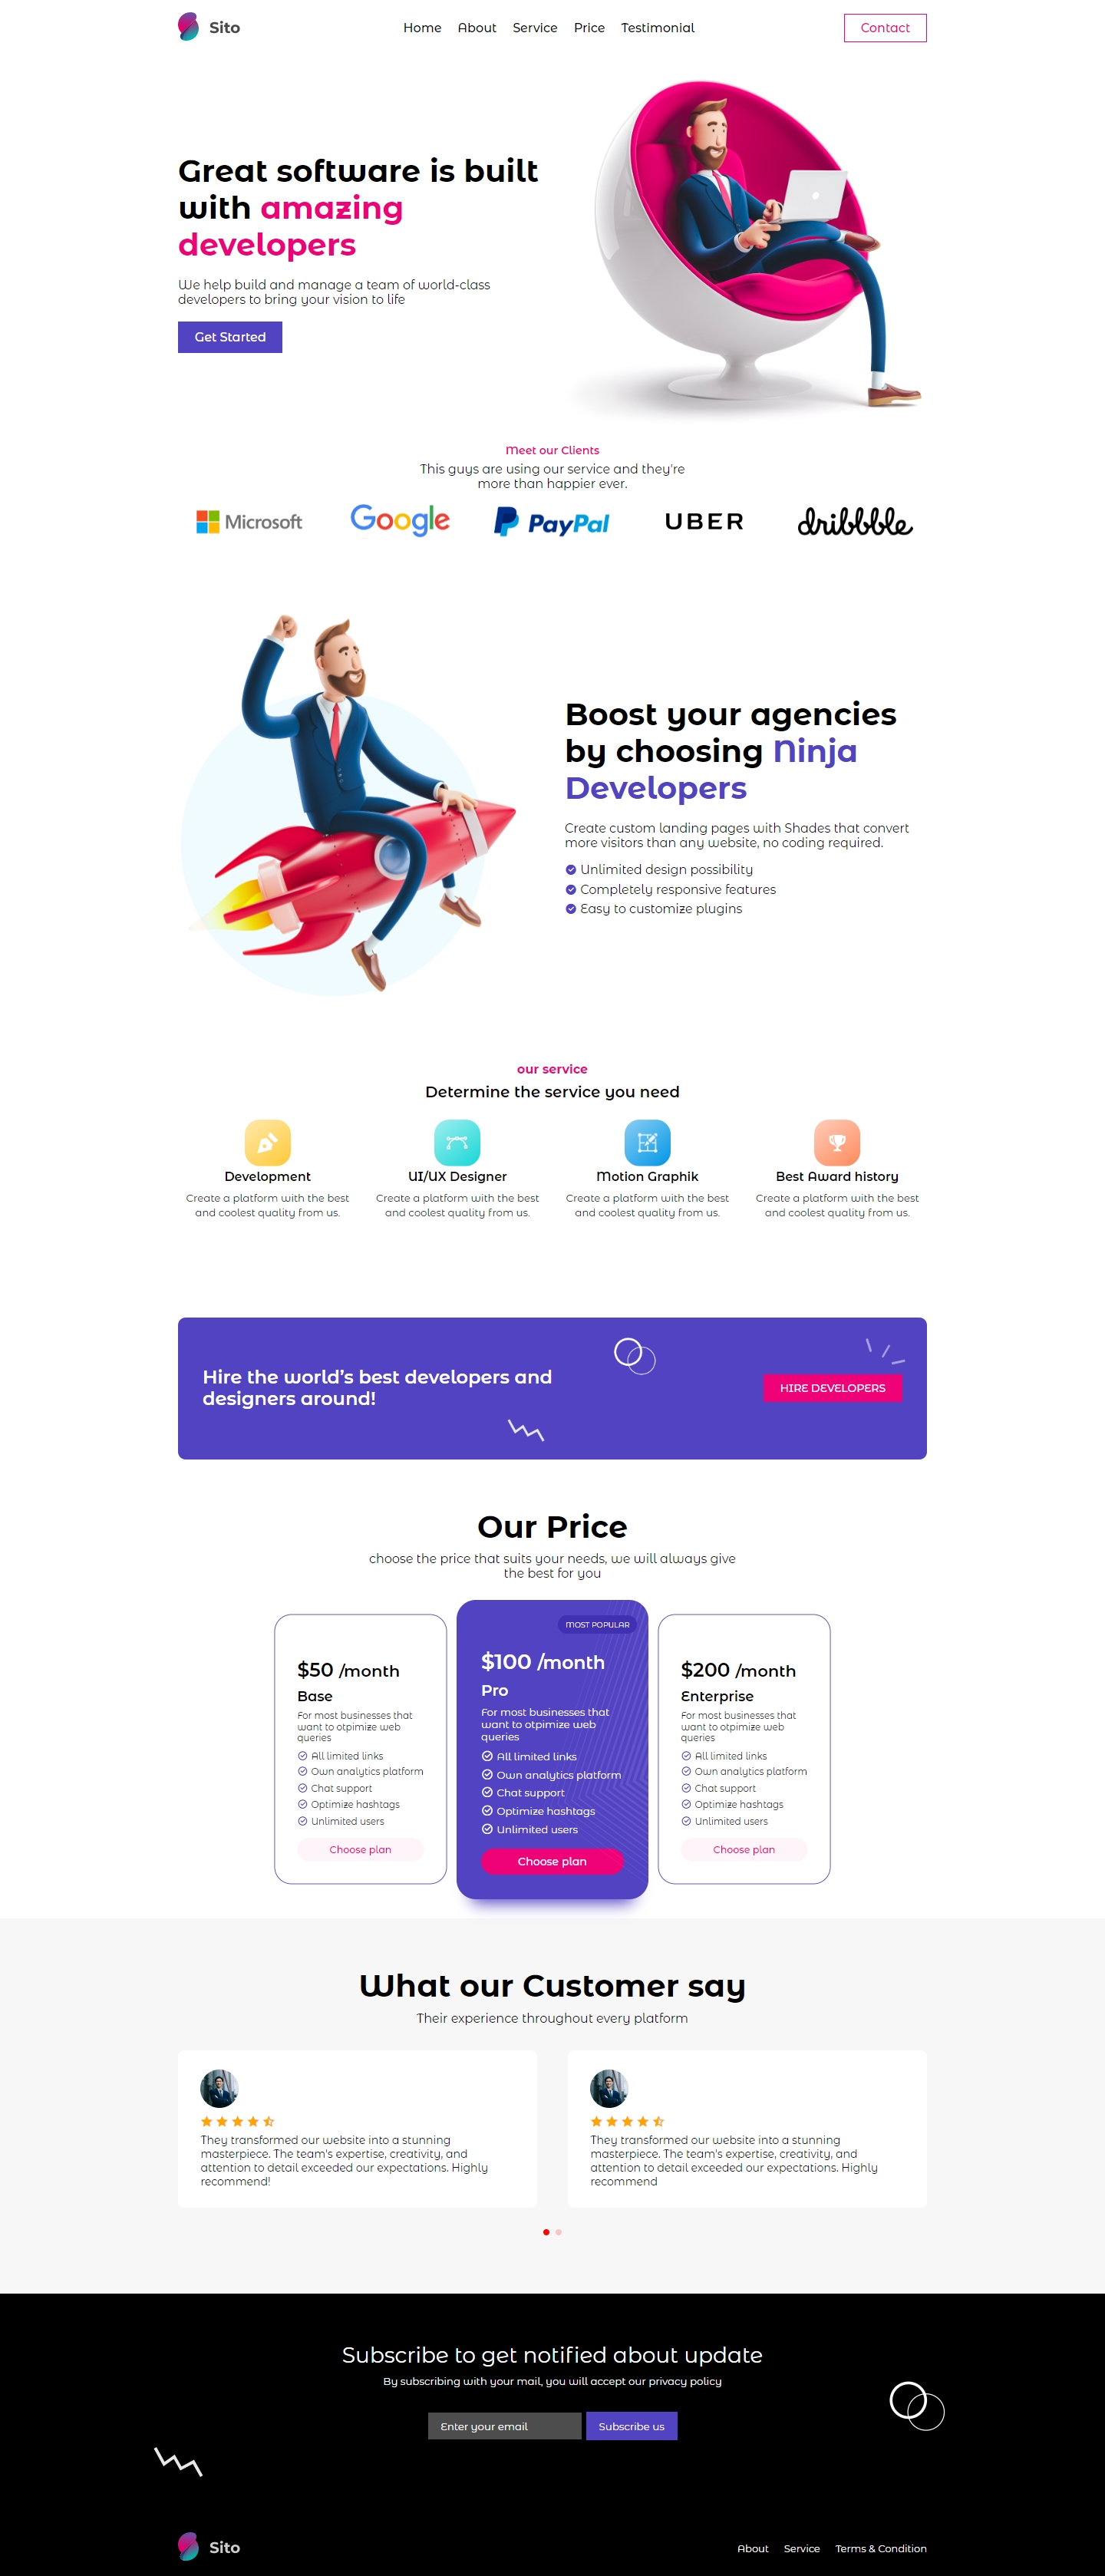 Sito
Home About Service Price Testimonial
Contact
Great software is built
with amazing
developers
We help build and manage a team of world-class
developers to bring your vision to life
Get Started
Meet our Clients
This guys are using our service and they're
more than happier ever.
Microsoft
Google
PayPal
UBER
dribbble
Boost your agencies
by choosing Ninja
Developers
Create custom landing pages with Shades that convert
more visitors than any website, no coding required.
Unlimited design possibility
Completely responsive features
Easy to customize plugins
our service
Determine the service you need
Development
Create a platform with the best
and coolest quality from us.
UI/UX Designer
Create a platform with the best
and coolest quality from us.
Motion Graphik
Create a platform with the best
and coolest quality from us.
Best Award history
Create a platform with the best
and coolest quality from us.
Hire the world’s best developers and
designers around!
HIRE DEVELOPERS
Our Price
choose the price that suits your needs, we will always give
the best for you
$50 /month
Base
For most businesses that
want to otpimize web
queries
All limited links
Own analytics platform
Chat support
Optimize hashtags
Unlimited users
Choose plan
MOST POPULAR
$100 /month
Pro
For most businesses that
want to otpimize web
queries
All limited links
Own analytics platform
Chat support
Optimize hashtags
Unlimited users
Choose plan
$200 /month
Enterprise
For most businesses that
want to otpimize web
queries
All limited links
Own analytics platform
Chat support
Optimize hashtags
Unlimited users
Choose plan
What our Customer say
Their experience throughout every platform
They transformed our website into a stunning
masterpiece. The team's expertise, creativity, and
attention to detail exceeded our expectations. Highly
recommend!
They transformed our website into a stunning
masterpiece. The team's expertise, creativity, and
attention to detail exceeded our expectations. Highly
recommend
Subscribe to get notified about update
By subscribing with your mail, you will accept our privacy policy
Enter your email
Subscribe us
Sito
About Service Terms & Condition